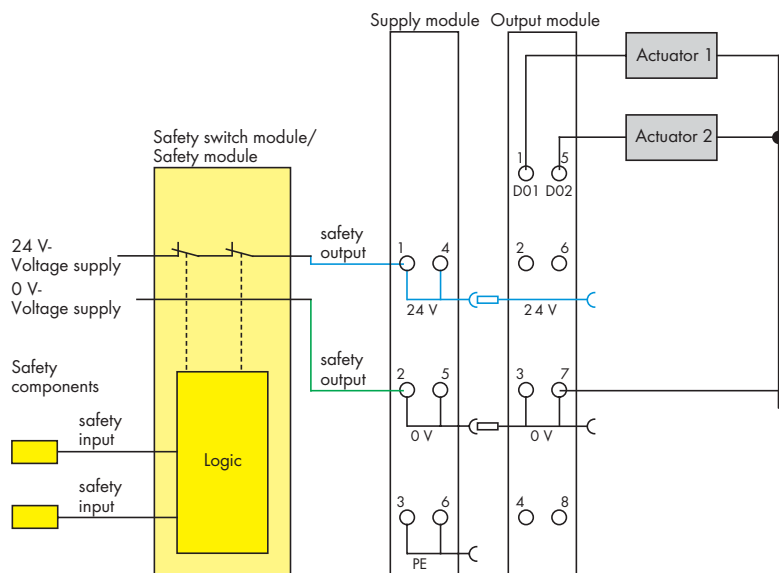 Supply module
Output module
Actuator 1
Actuator 2
Safety switch module/
Safety module
1
5
D01
D02
24 V-
Voltage supply
0 V-
Voltage supply
safety
output
1
4
2
6
24 V
24 V
safety
output
2
5
3
7
0 V
0 V
Safety
components
safety
input
Logic
safety
input
3
6
4
8
PE